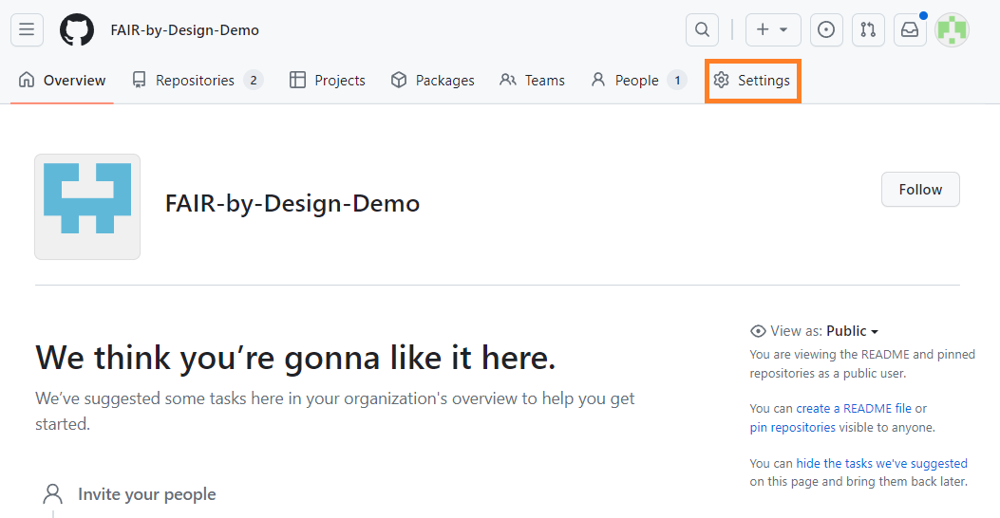 FAIR-by-Design-Demo
Overview Repositories 2 Projects Packages Teams People 1 Settings
FAIR-by-Design-Demo
Follow
We think you’re gonna like it here.
We’ve suggested some tasks here in your organization's overview to help you get
started.
Invite your people
View as: Public
You are viewing the README and pinned
repositories as a public user.
You can create a README file or
pin repositories visible to anyone.
You can hide the tasks we've suggested
on this page and bring them back later.